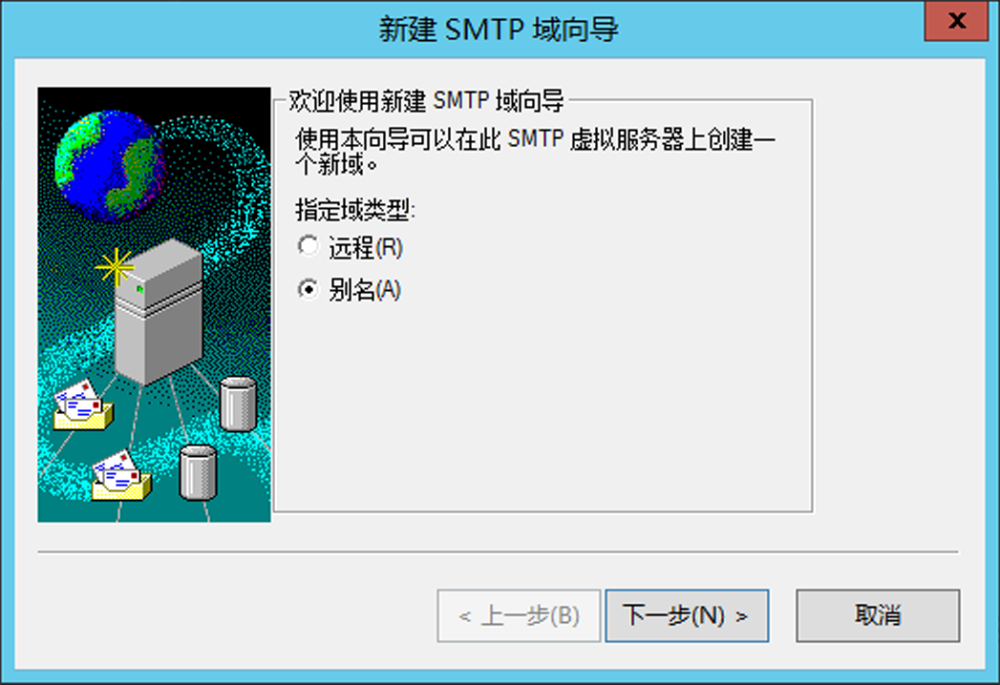 新建 SMTP 域向导
x
欢迎使用新建 SMTP 域向导
使用本向导可以在此 SMTP 虚拟服务器上创建一
个新域。
指定域类型:
远程(R)
别名(A)
< 上一步(B)
下一步(N) >
取消